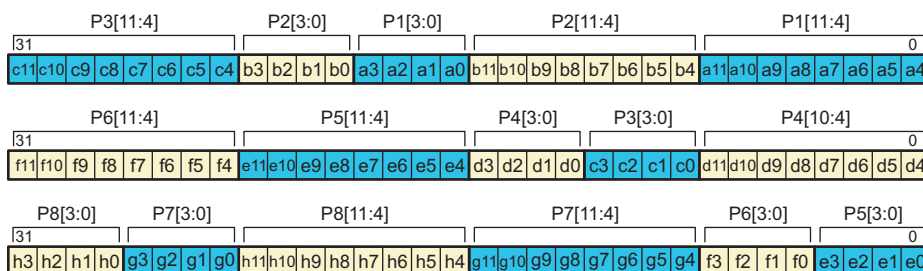 P3[11:4] P2[3:0] P1[3:0] P2[11:4] P1[11:4]
31 0
c11 c10 c9 c8 c7 c6 c5 c4 b3 b2 b1 b0 a3 a2 a1 a0 b11 b10 b9 b8 b7 b6 b5 b4 a11 a10 a9 a8 a7 a6 a5 a4
P6[11:4] P5[11:4] P4[3:0] P3[3:0] P4[10:4]
31 0
f11 f10 f9 f8 f7 f6 f5 f4 e11 e10 e9 e8 e7 e6 e5 e4 d3 d2 d1 d0 c3 c2 c1 c0 d11 d10 d9 d8 d7 d6 d5 d4
P8[3:0] P7[3:0] P8[11:4] P7[11:4] P6[3:0] P5[3:0]
31 0
h3 h2 h1 h0 g3 g2 g1 g0 h11 h10 h9 h8 h7 h6 h5 h4 g11 g10 g9 g8 g7 g6 g5 g4 f3 f2 f1 f0 e3 e2 e1 e0